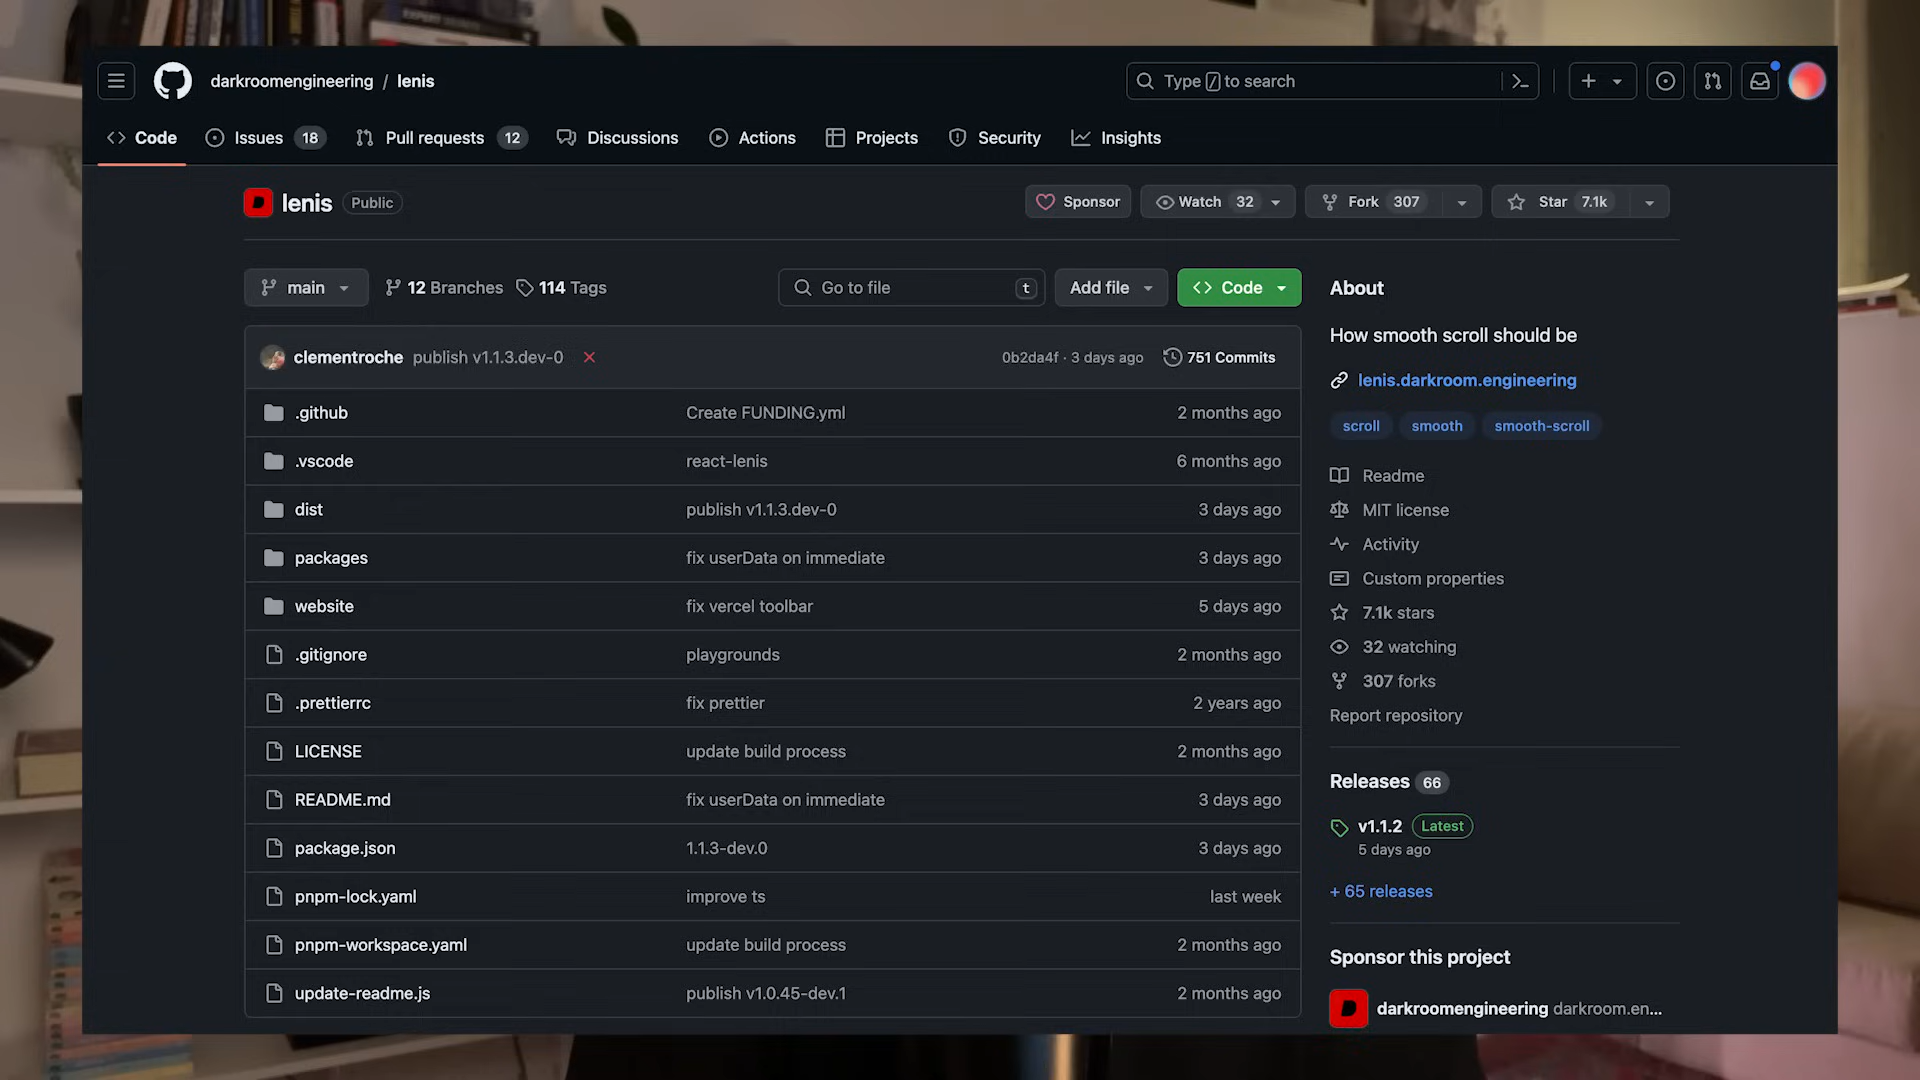 darkroomengineering / lenis
Type / to search
Code
Issues 18
Pull requests 12
Discussions
Actions
Projects
Security
Insights
lenis Public
Sponsor
Watch 32
Fork 307
Star 7.1k
main
12 Branches
114 Tags
Go to file t
Add file
Code
clementroche publish v1.1.3.dev-0
0b2da4f · 3 days ago
751 Commits
.github Create FUNDING.yml 2 months ago
.vscode react-lenis 6 months ago
dist publish v1.1.3.dev-0 3 days ago
packages fix userData on immediate 3 days ago
website fix vercel toolbar 5 days ago
.gitignore playgrounds 2 months ago
.prettierrc fix prettier 2 years ago
LICENSE update build process 2 months ago
README.md fix userData on immediate 3 days ago
package.json 1.1.3-dev.0 3 days ago
pnpm-lock.yaml improve ts last week
pnpm-workspace.yaml update build process 2 months ago
update-readme.js publish v1.0.45-dev.1 2 months ago
About
How smooth scroll should be
lenis.darkroom.engineering
scroll smooth smooth-scroll
Readme
MIT license
Activity
Custom properties
7.1k stars
32 watching
307 forks
Report repository
Releases 66
v1.1.2 Latest
5 days ago
+ 65 releases
Sponsor this project
darkroomengineering darkroom.en...